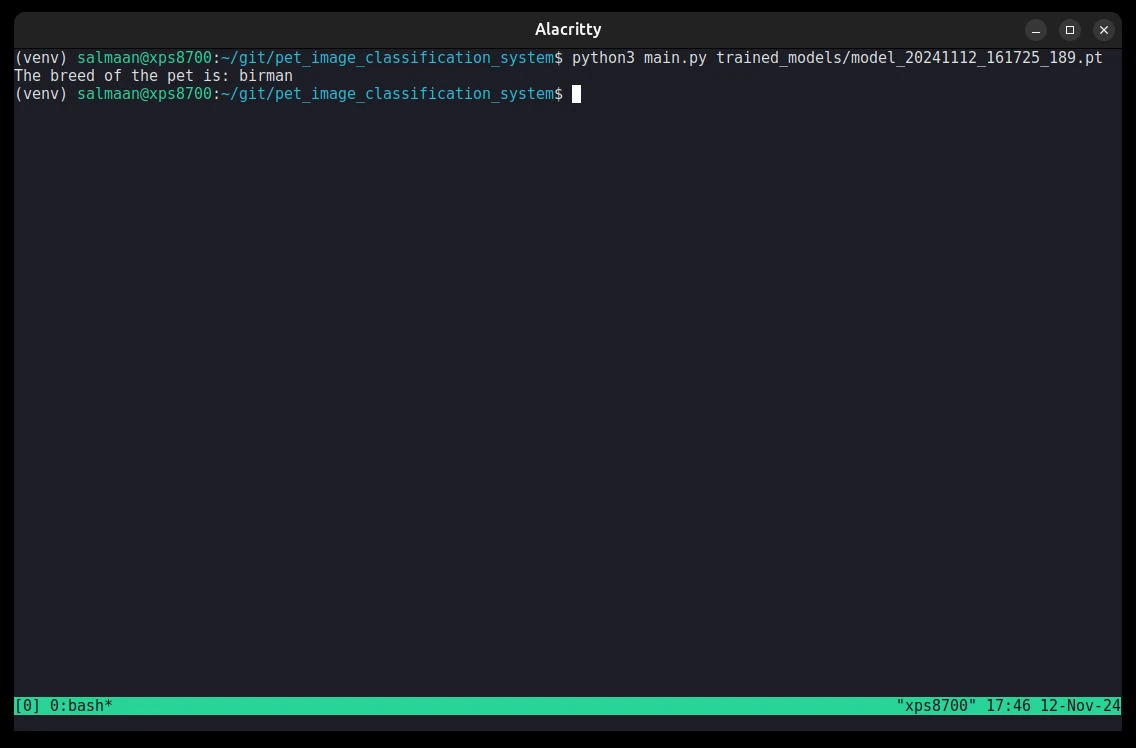 Alacritty
(venv) salmaan@xps8700:~/git/pet_image_classification_system$ python3 main.py trained_models/model_20241112_161725_189.pt
The breed of the pet is: birman
(venv) salmaan@xps8700:~/git/pet_image_classification_system$
[0] 0:bash* "xps8700" 17:46 12-Nov-24